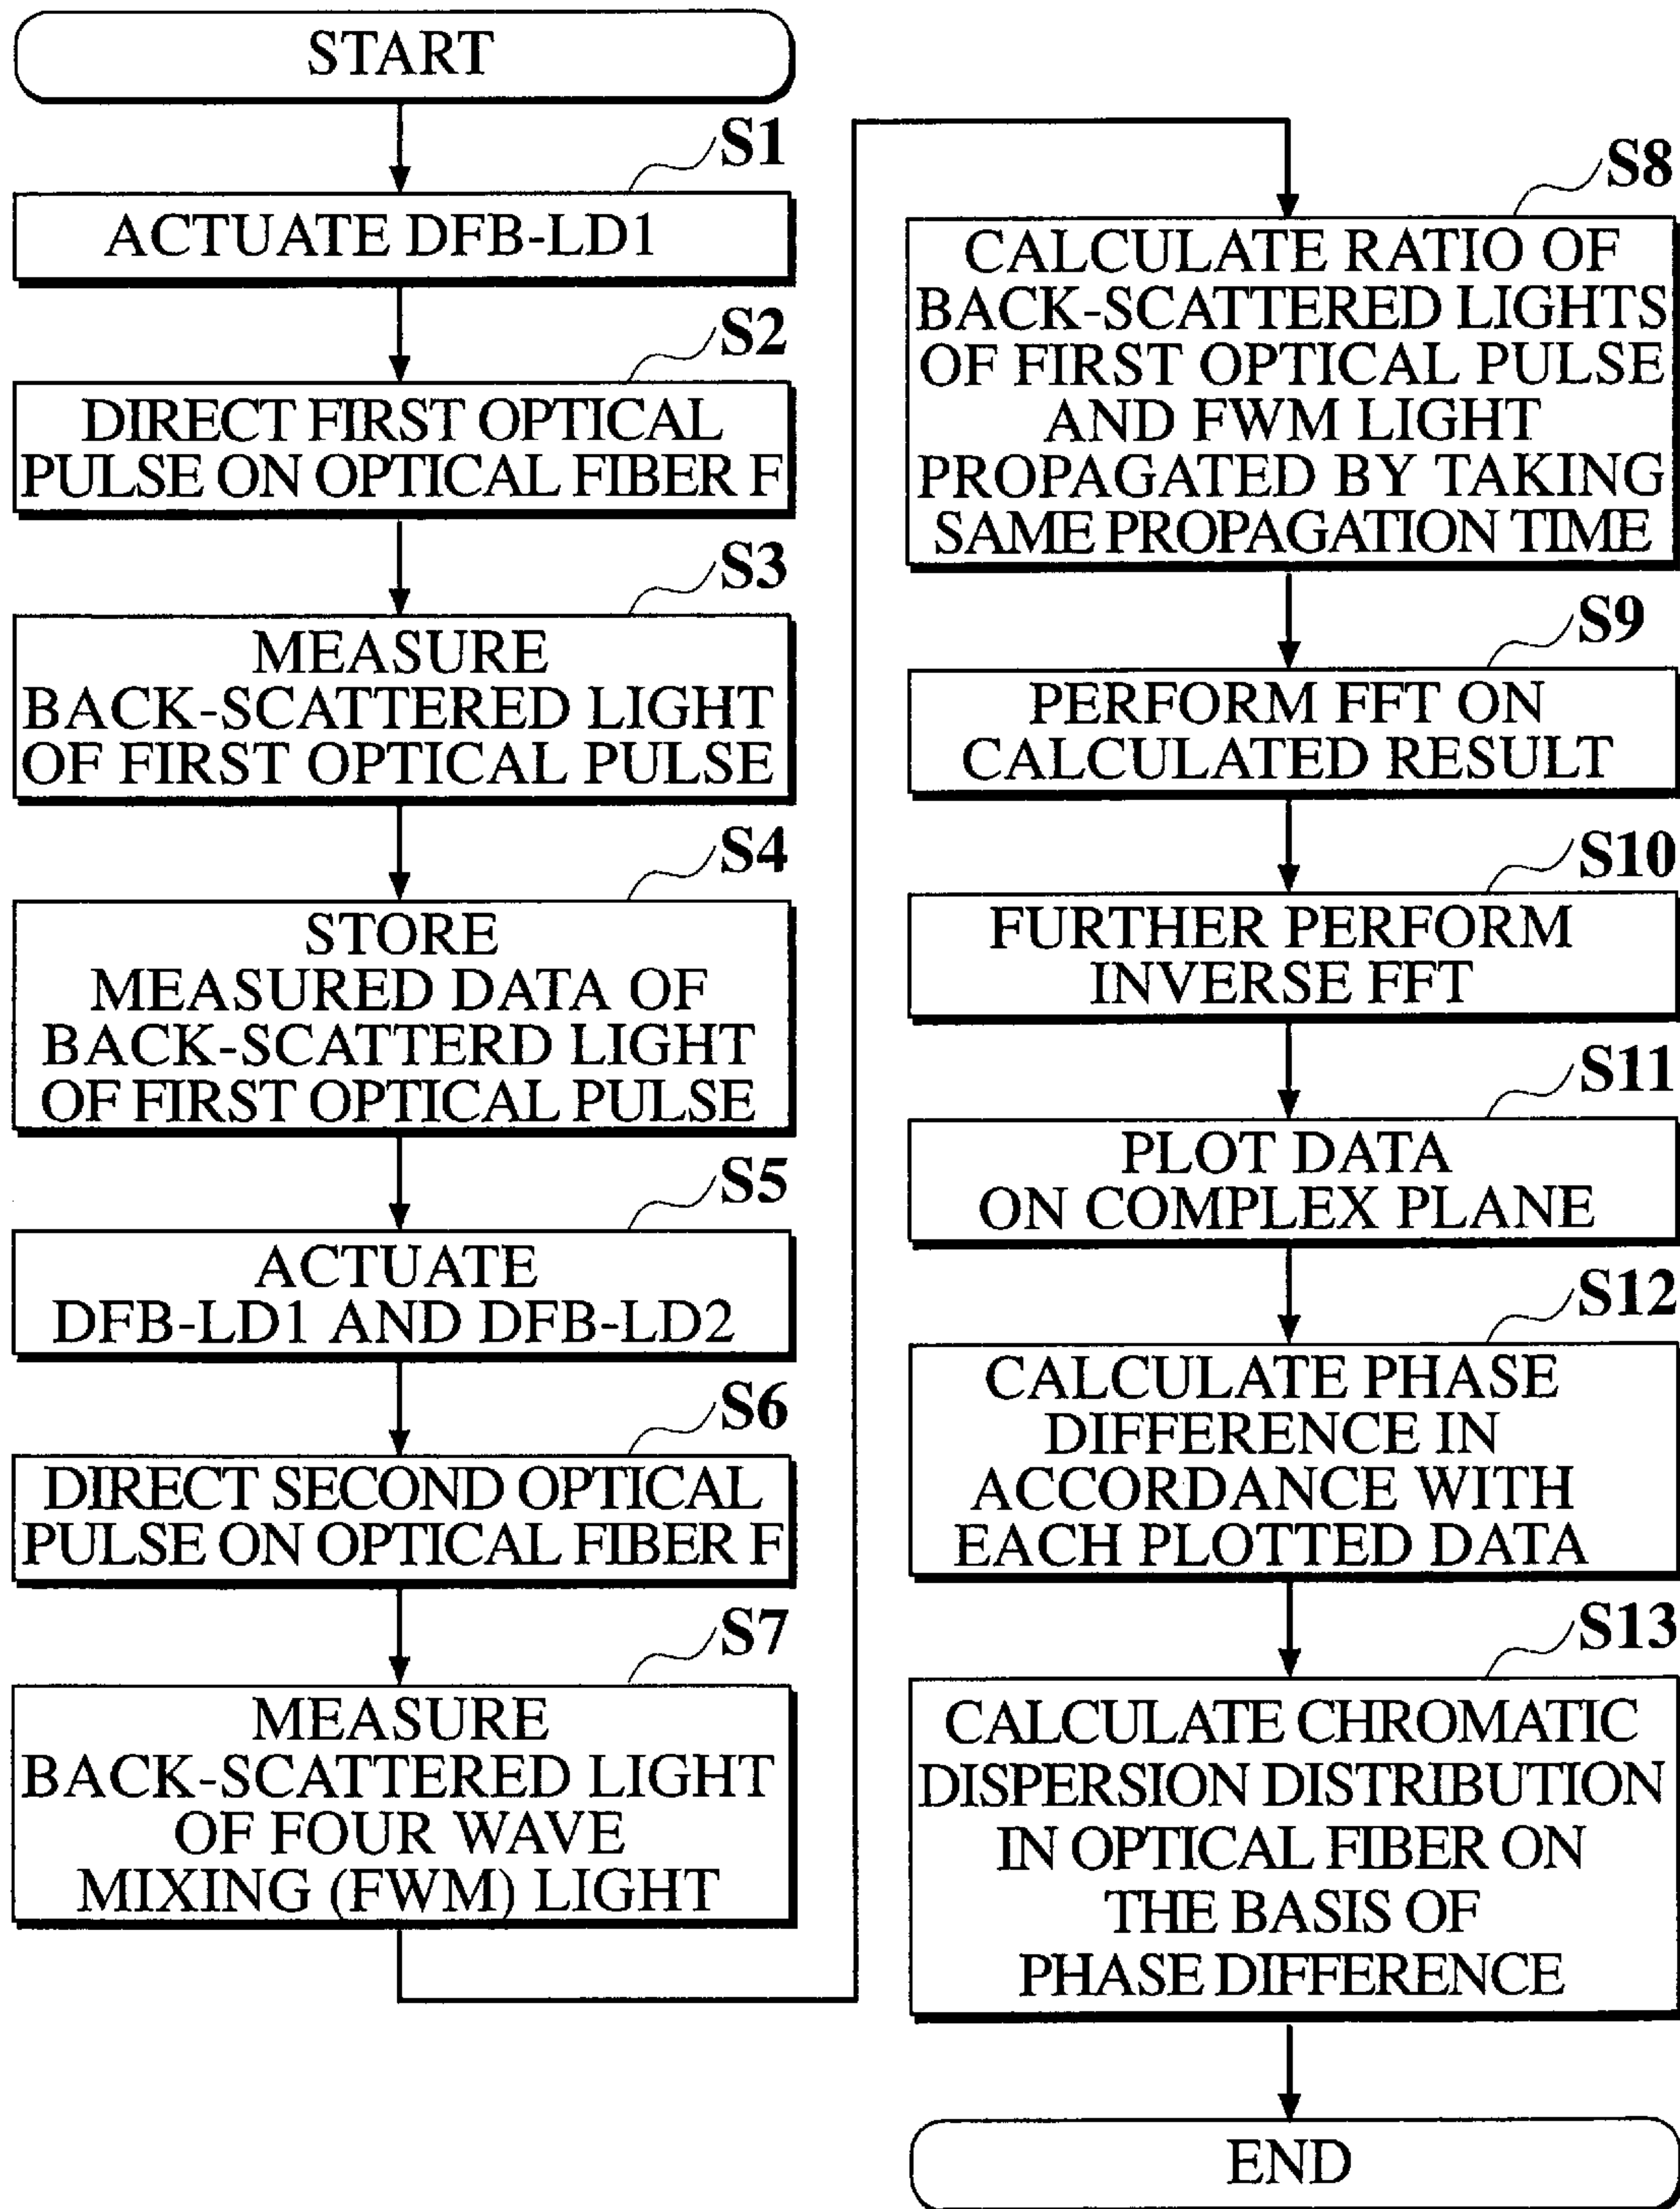 START
S1
ACTUATE DFB-LD1
S2
DIRECT FIRST OPTICAL
PULSE ON OPTICAL FIBER F
S3
MEASURE
BACK-SCATTERED LIGHT
OF FIRST OPTICAL PULSE
S4
STORE
MEASURED DATA OF
BACK-SCATTERD LIGHT
OF FIRST OPTICAL PULSE
S5
ACTUATE
DFB-LD1 AND DFB-LD2
S6
DIRECT SECOND OPTICAL
PULSE ON OPTICAL FIBER F
S7
MEASURE
BACK-SCATTERED LIGHT
OF FOUR WAVE
MIXING (FWM) LIGHT
S8
CALCULATE RATIO OF
BACK-SCATTERED LIGHTS
OF FIRST OPTICAL PULSE
AND FWM LIGHT
PROPAGATED BY TAKING
SAME PROPAGATION TIME
S9
PERFORM FFT ON
CALCULATED RESULT
S10
FURTHER PERFORM
INVERSE FFT
S11
PLOT DATA
ON COMPLEX PLANE
S12
CALCULATE PHASE
DIFFERENCE IN
ACCORDANCE WITH
EACH PLOTTED DATA
S13
CALCULATE CHROMATIC
DISPERSION DISTRIBUTION
IN OPTICAL FIBER ON
THE BASIS OF
PHASE DIFFERENCE
END